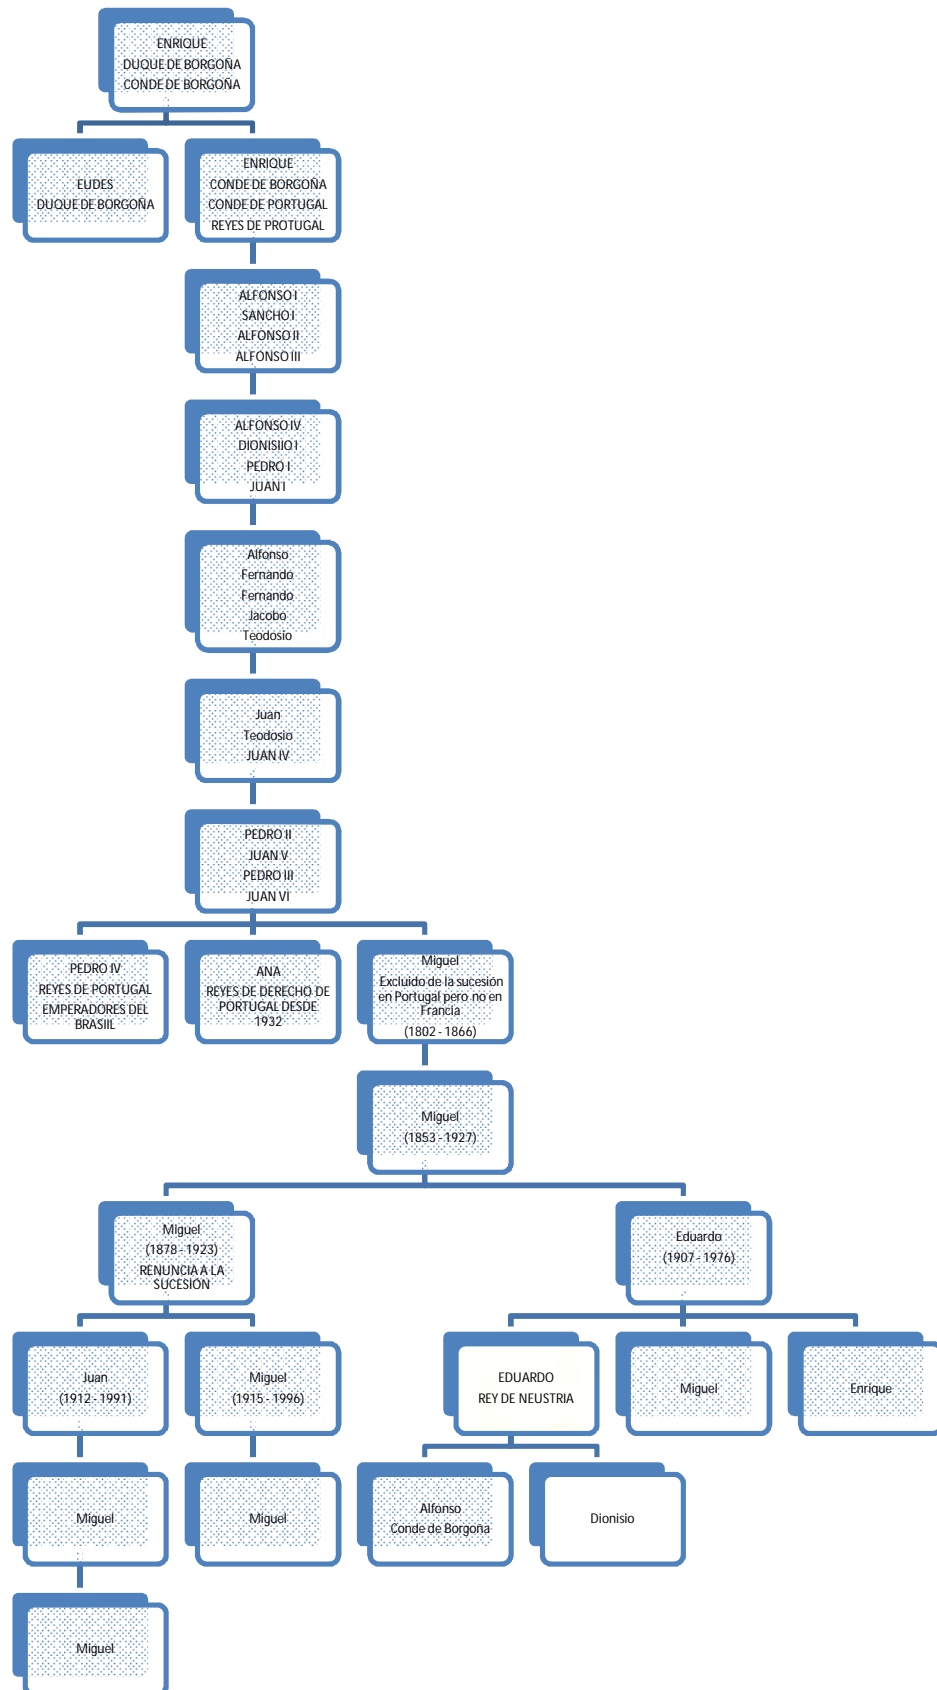 ENRIQUE
DUQUE DE BORGOÑA
CONDE DE BORGOÑA
EUDES
DUQUE DE BORGOÑA
ENRIQUE
CONDE DE BORGOÑA
CONDE DE PORTUGAL
REYES DE PROTUGAL
ALFONSO I
SANCHO I
ALFONSO II
ALFONSO III
ALFONSO IV
DIONISIIO I
PEDRO I
JUAN I
Alfonso
Fernando
Fernando
Jacobo
Teodosio
Juan
Teodosio
JUAN IV
PEDRO II
JUAN V
PEDRO III
JUAN VI
PEDRO IV
REYES DE PORTUGAL
EMPERADORES DEL
BRASIIL
ANA
REYES DE DERECHO DE
PORTUGAL DESDE
1932
Miguel
Excluido de la sucesión
en Portugal pero no en
Francia
(1802 - 1866)
Miguel
(1853 - 1927)
Miguel
(1878 - 1923)
RENUNCIA A LA
SUCESIÓN
Eduardo
(1907 - 1976)
Juan
(1912 - 1991)
Miguel
(1915 - 1996)
EDUARDO
REY DE NEUSTRIA
Miguel
Enrique
Miguel
Miguel
Alfonso
Conde de Borgoña
Dionisio
Miguel